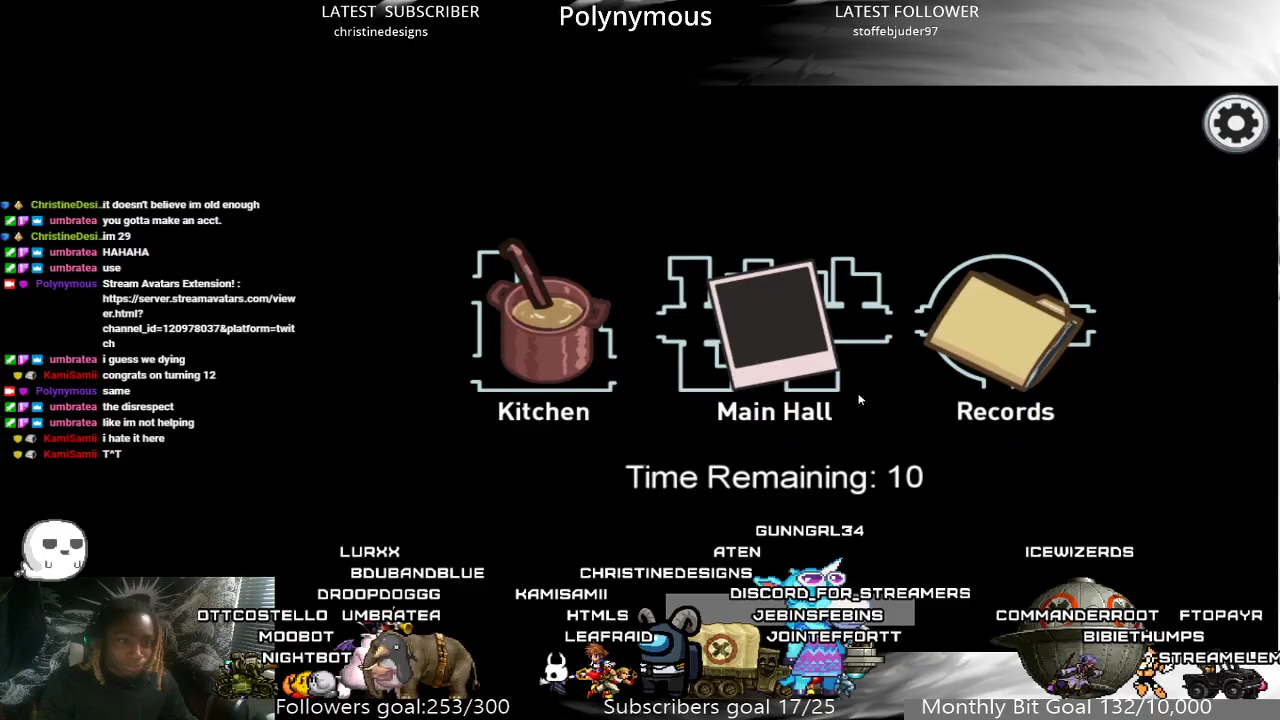 LATEST SUBSCRIBER
christinedesigns
Polynymous
LATEST FOLLOWER
stoffebjuder97
ChristineDesi.. it doesn't believe im old enough
umbratea you gotta make an acct.
ChristineDesi.. im 29
umbratea HAHAHA
umbratea use
Polynymous Stream Avatars Extension! :
https://server.streamavatars.com/view
er.html?
channel_id=120978037&platform=twit
ch
umbratea i guess we dying
KamiSamii congrats on turning 12
Polynymous same
umbratea the disrespect
umbratea like im not helping
KamiSamii i hate it here
KamiSamii T^T
Kitchen
Main Hall
Records
Time Remaining: 10
GUNNGRL34
LURXX
ATEN
ICEWIZERDS
BDUBANDBLUE
CHRISTINEDESIGNS
DROOPDOGGG
KAMISAMII
DISCORD_FOR_STREAMERS
OTTCOSTELLO
UMBRATEA
HTMLS
JEBINSFEBINS
COMMANDERROOT
FTOPAYR
MOOBOT
LEAFRAID
JOINTEFFORTT
BIBIETHUMPS
NIGHTBOT
STREAMELEM
Followers goal:253/300
Subscribers goal 17/25
Monthly Bit Goal 132/10,000